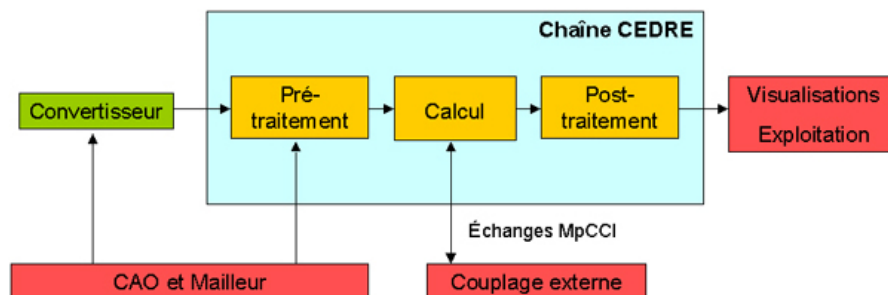 Chaîne CEDRE
Convertisseur
Pré-
traitement
Calcul
Post-
traitement
Visualisations
Exploitation
Échanges MpCCI
CAO et Mailleur
Couplage externe